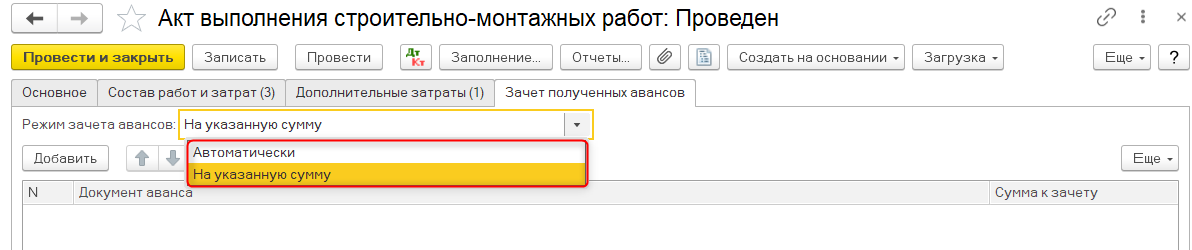 Акт выполнения строительно-монтажных работ: Проведен
Провести и закрыть Записать Провести Дт Кт Заполнение... Отчеты... Создать на основании Загрузка Еще ?
Основное Состав работ и затрат (3) Дополнительные затраты (1) Зачет полученных авансов
Режим зачета авансов: На указанную сумму
Автоматически
Добавить Еще
На указанную сумму
N Документ аванса Сумма к зачету